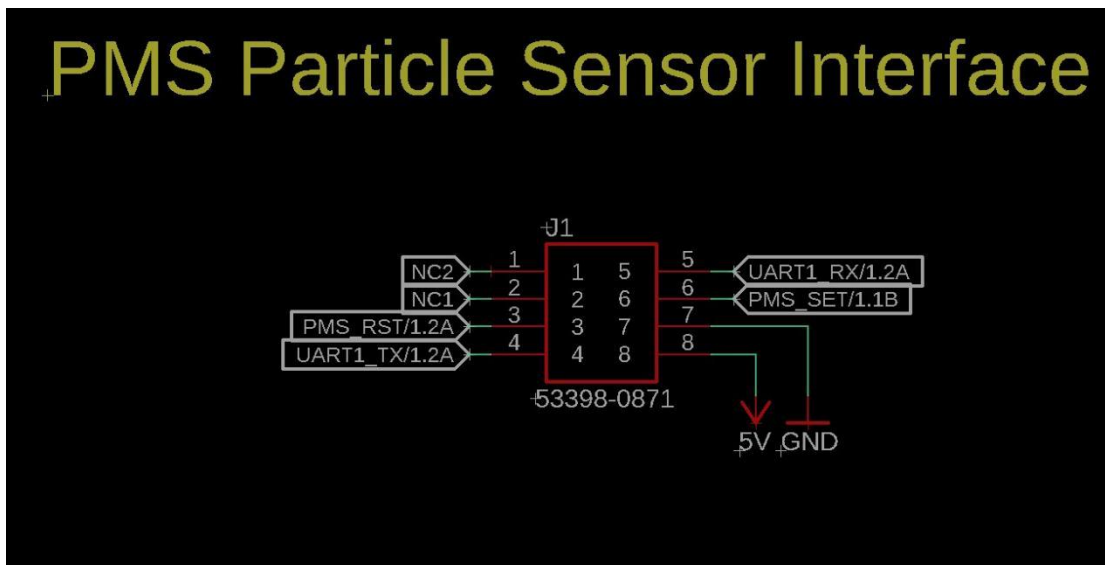 PMS Particle Sensor Interface
J1
NC2 1 1 5 5 UART1_RX/1.2A
NC1 2 2 6 6 PMS_SET/1.1B
PMS_RST/1.2A 3 3 7 7
UART1_TX/1.2A 4 4 8 8
53398-0871
5V GND